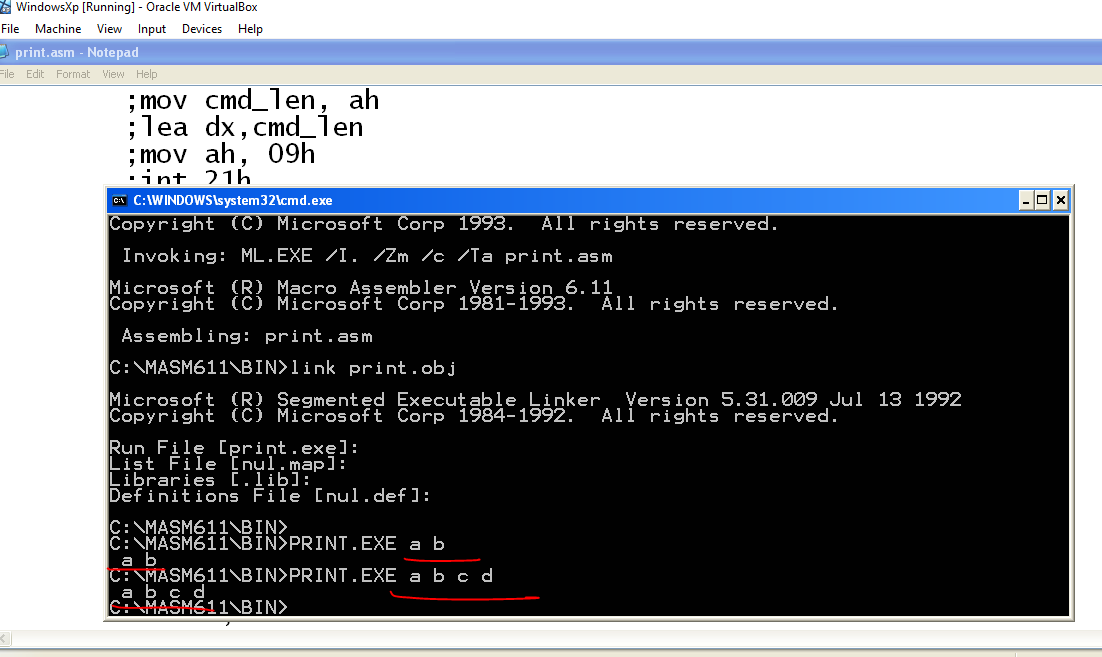 WindowsXp [Running] - Oracle VM VirtualBox
File Machine View Input Devices Help
print.asm - Notepad
File Edit Format View Help
;mov cmd_len, ah
;lea dx,cmd_len
;mov ah, 09h
;int 21h
C:\WINDOWS\system32\cmd.exe
Copyright (C) Microsoft Corp 1993.  All rights reserved.
Invoking: ML.EXE /I. /Zm /c /Ta print.asm
Microsoft (R) Macro Assembler Version 6.11
Copyright (C) Microsoft Corp 1981-1993.  All rights reserved.
Assembling: print.asm
C:\MASM611\BIN>link print.obj
Microsoft (R) Segmented Executable Linker  Version 5.31.009 Jul 13 1992
Copyright (C) Microsoft Corp 1984-1992.  All rights reserved.
Run File [print.exe]:
List File [nul.map]:
Libraries [.lib]:
Definitions File [nul.def]:
C:\MASM611\BIN>
C:\MASM611\BIN>PRINT.EXE a b
a b
C:\MASM611\BIN>PRINT.EXE a b c d
a b c d
C:\MASM611\BIN>